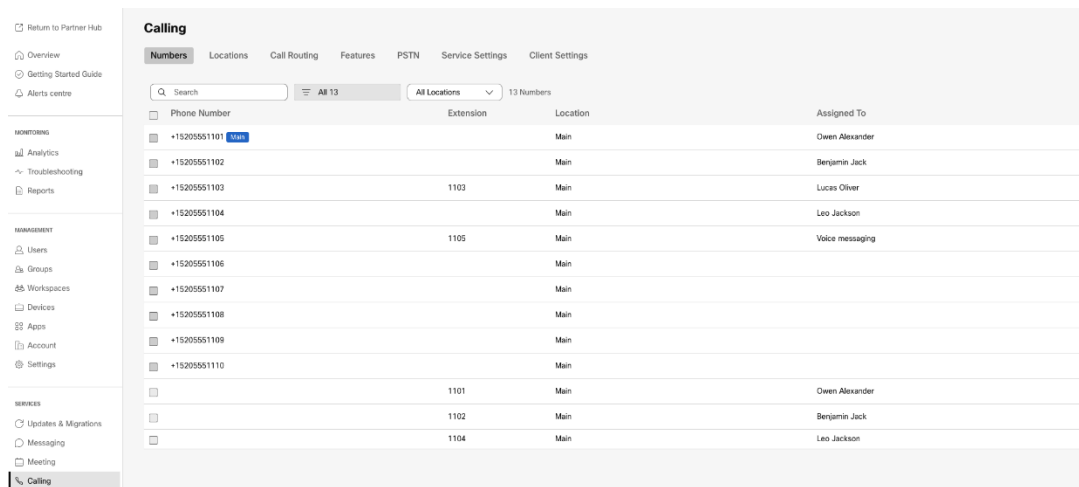 Return to Partner Hub
Overview
Getting Started Guide
Alerts centre
MONITORING
Analytics
Troubleshooting
Reports
MANAGEMENT
Users
Groups
Workspaces
Devices
Apps
Account
Settings
SERVICES
Updates & Migrations
Messaging
Meeting
Calling
Calling
Numbers Locations Call Routing Features PSTN Service Settings Client Settings
Search All 13 All Locations 13 Numbers
Phone Number Extension Location Assigned To
+15205551101 Main Main Owen Alexander
+15205551102 Main Benjamin Jack
+15205551103 1103 Main Lucas Oliver
+15205551104 Main Leo Jackson
+15205551105 1105 Main Voice messaging
+15205551106 Main
+15205551107 Main
+15205551108 Main
+15205551109 Main
+15205551110 Main
1101 Main Owen Alexander
1102 Main Benjamin Jack
1104 Main Leo Jackson